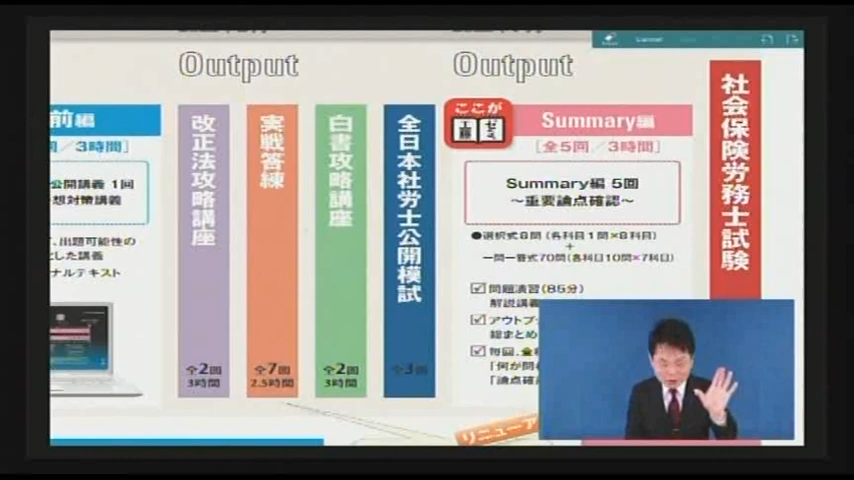 Output
Output
前編
/3時間]
公開講義 1回
想対策講義
、出題可能性の
とした講義
ナルテキスト
改正法攻略講座
全2回
3時間
実戦答練
全7回
2.5時間
白書攻略講座
全2回
3時間
全日本社労士公開模試
全3回
ここが
Summary編
[全5回/3時間]
Summary編 5回
~重要論点確認~
●選択式8問(各科目1問×8科目)
+
一問一答式70問(各科目10問×7科目)
問題演習(85分)
解説講義
アウトプッ
総まとめ
毎回、全
「何が問
「論点確
社会保険労務士試験
リニューア